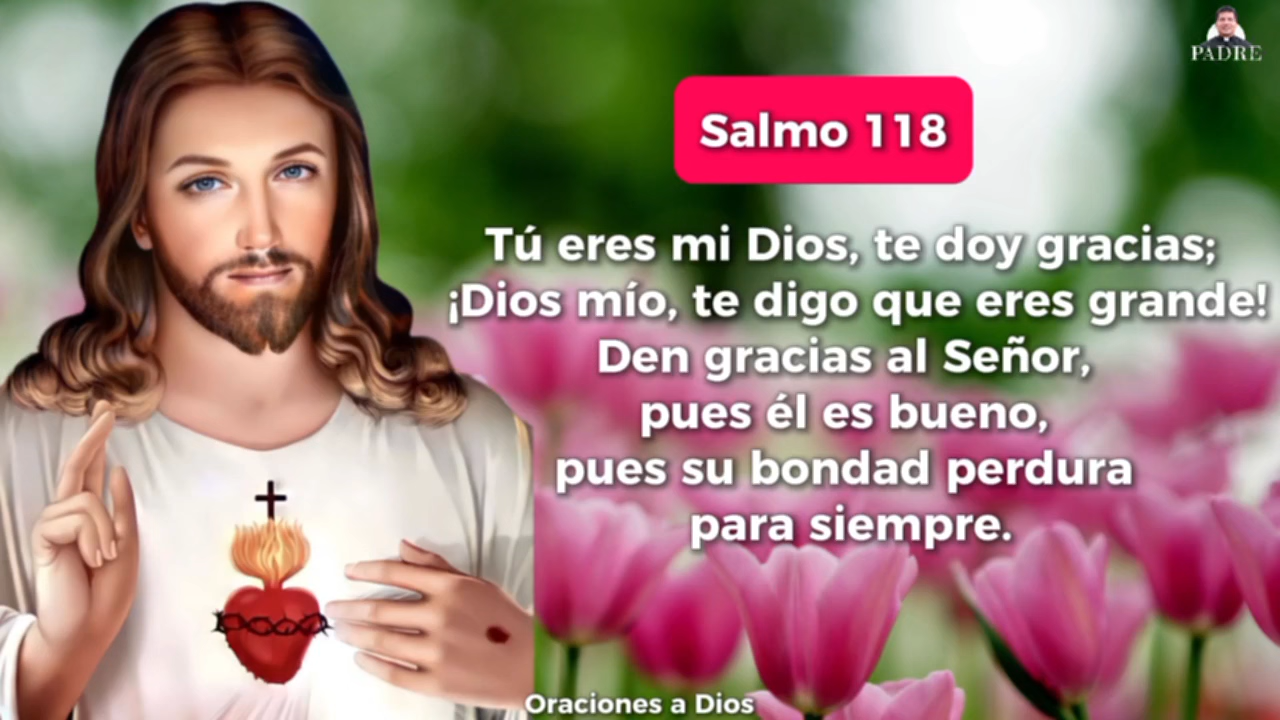 PADRE
Salmo 118
Tú eres mi Dios, te doy gracias;
¡Dios mío, te digo que eres grande!
Den gracias al Señor,
pues él es bueno,
pues su bondad perdura
para siempre.
Oraciones a Dios